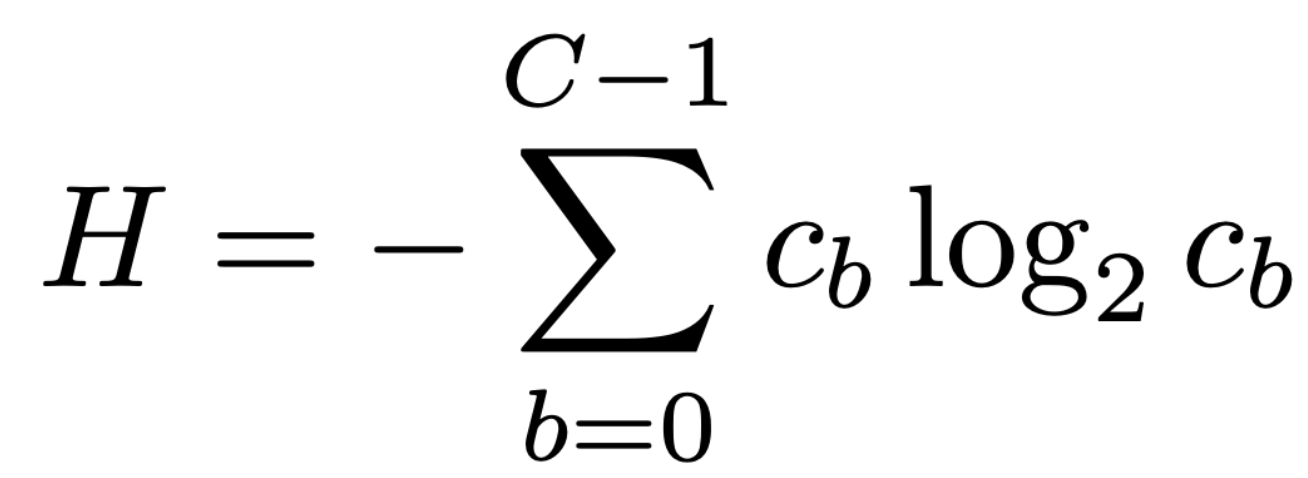 H = -\sum_{b=0}^{C-1} c_b \log_2 c_b